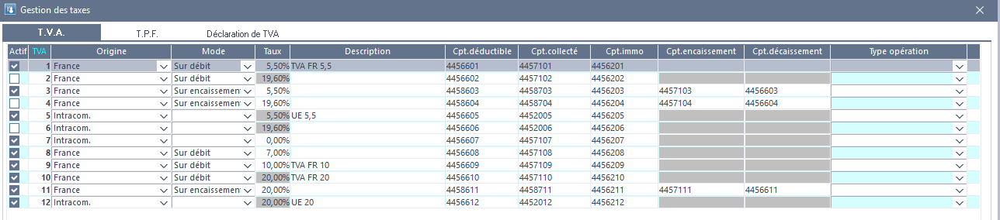 Gestion des taxes
T.V.A. T.P.F. Déclaration de TVA
Actif TVA Origine Mode Taux Description Cpt.déductible Cpt.collecté Cpt.immo Cpt.encaissement Cpt.décaissement Type opération
1 France Sur débit 5,50% TVA FR 5,5 4456601 4457101 4456201
2 France Sur débit 19,60% 4456602 4457102 4456202
3 France Sur encaissement 5,50% 4458603 4458703 4456203 4457103 4456603
4 France Sur encaissement 19,60% 4458604 4458704 4456204 4457104 4456604
5 Intracom. 5,50% UE 5,5 4456605 4452005 4456205
6 Intracom. 19,60% 4456606 4452006 4456206
7 Intracom. 0,00% 4456607 4457107 4456207
8 France Sur débit 7,00% 4456608 4457108 4456208
9 France Sur débit 10,00% TVA FR 10 4456609 4457109 4456209
10 France Sur débit 20,00% TVA FR 20 4456610 4457110 4456210
11 France Sur encaissement 20,00% 4458611 4458711 4456211 4457111 4456611
12 Intracom. 20,00% UE 20 4456612 4452012 4456212